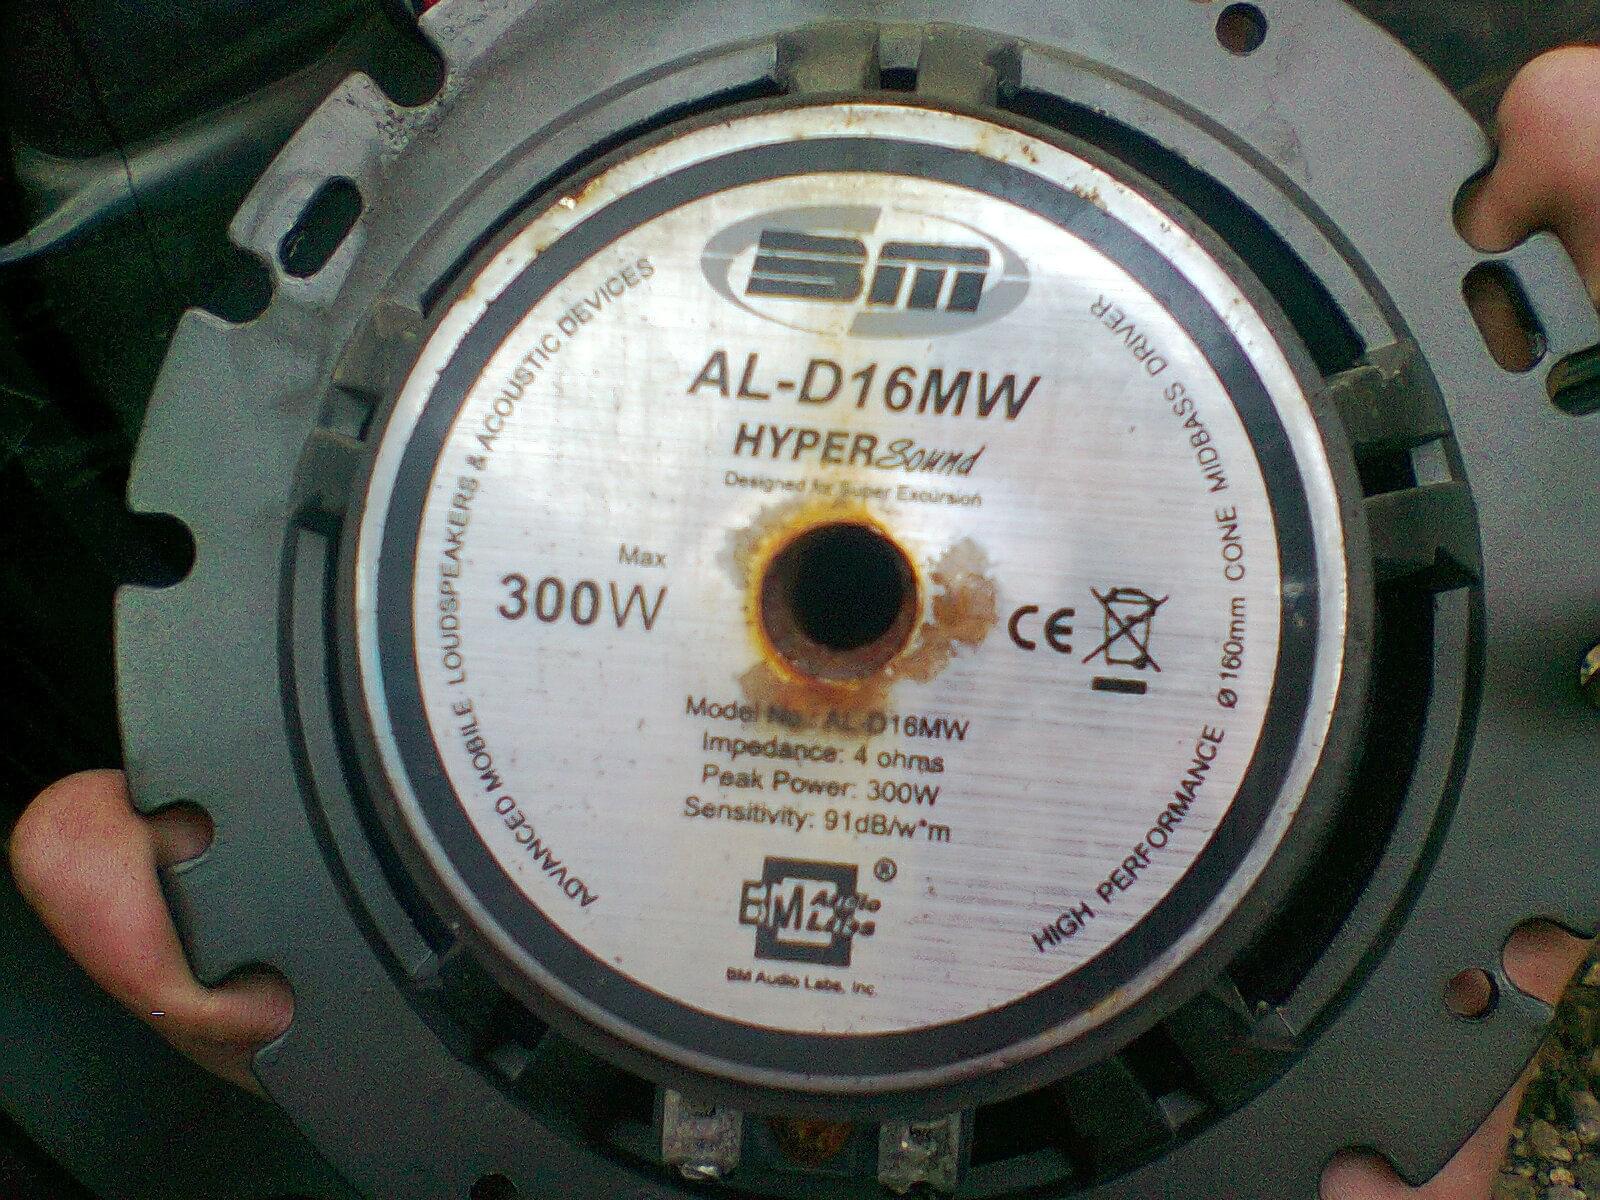 BM
AL-D16MW
HYPER Sound
Designed for Super Excursion
Max
300W
CE
Model No.: AL-D16MW
Impedance: 4 ohms
Peak Power: 300W
Sensitivity: 91dB/w*m
BM Audio Labs ®
BM Audio Labs, Inc.
ADVANCED MOBILE LOUDSPEAKERS & ACOUSTIC DEVICES
HIGH PERFORMANCE Ø160mm CONE MIDBASS DRIVER